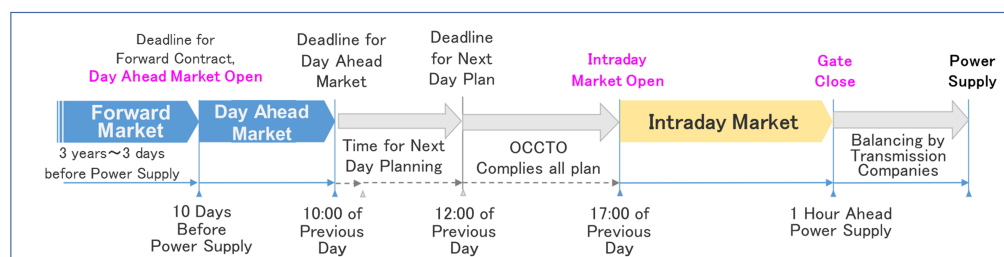 Deadline for
Forward Contract,
Day Ahead Market Open
Deadline for
Day Ahead
Market
Deadline
for Next
Day Plan
Intraday
Market Open
Gate
Close
Power
Supply
Forward
Market
Day Ahead
Market
Intraday Market
3 years～3 days
before Power Supply
Time for Next
Day Planning
OCCTO
Complies all plan
Balancing by
Transmission
Companies
10 Days
Before
Power Supply
10:00 of
Previous
Day
12:00 of
Previous
Day
17:00 of
Previous
Day
1 Hour Ahead
Power Supply